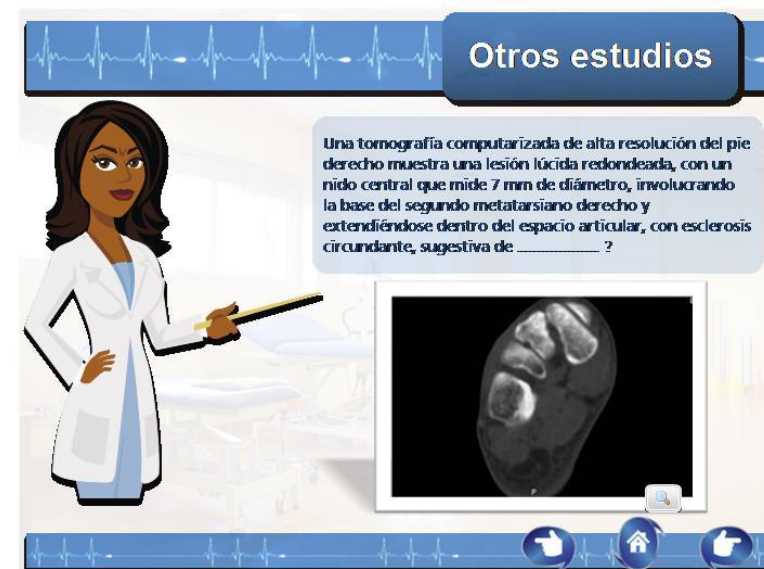 Otros estudios
Una tomografía computarizada de alta resolución del pie
derecho muestra una lesión lúcida redondeada, con un
nido central que mide 7 mm de diámetro, involucrando
la base del segundo metatarsiano derecho y
extendiéndose dentro del espacio articular, con esclerosis
circundante, sugestiva de __________ ?
P